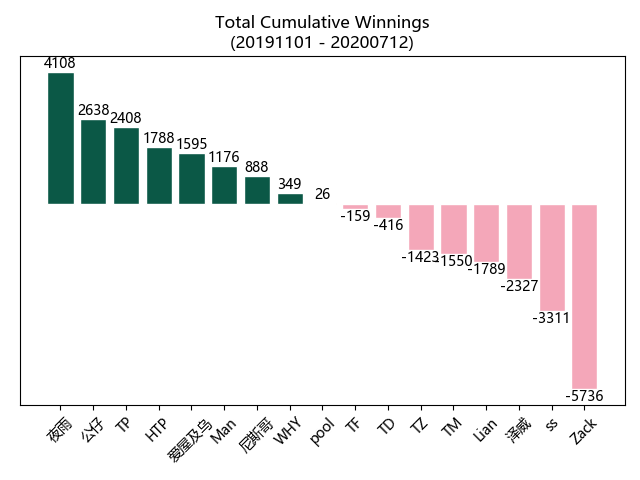 Total Cumulative Winnings
(20191101 - 20200712)
4108
2638
2408
1788
1595
1176
888
349
26
-159
-416
-1423
-1550
-1789
-2327
-3311
-5736
夜雨
公仔
TP
HTP
爱屋及乌
Man
尼斯哥
WHY
pool
TF
TD
TZ
TM
Lian
泽威
ss
Zack